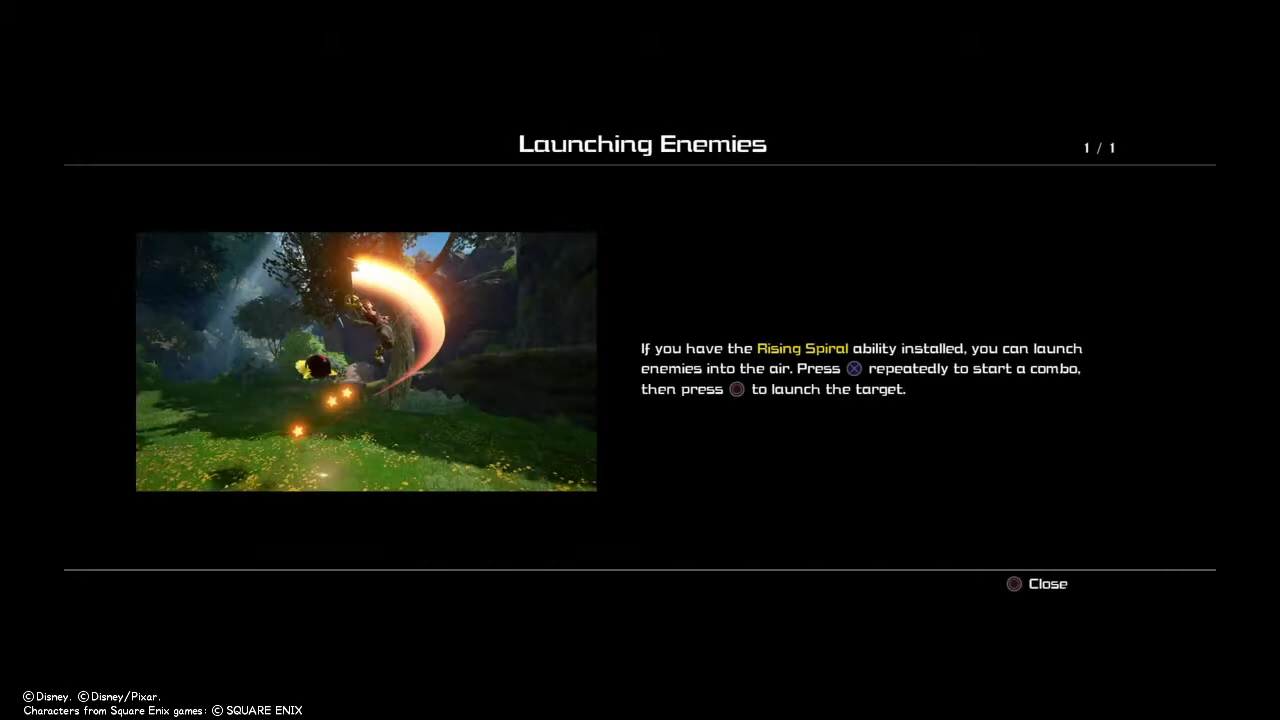 Launching Enemies
1 / 1
If you have the Rising Spiral ability installed, you can launch
enemies into the air. Press ⊗ repeatedly to start a combo,
then press ◎ to launch the target.
Close
©Disney. ©Disney/Pixar.
Characters from Square Enix games: © SQUARE ENIX